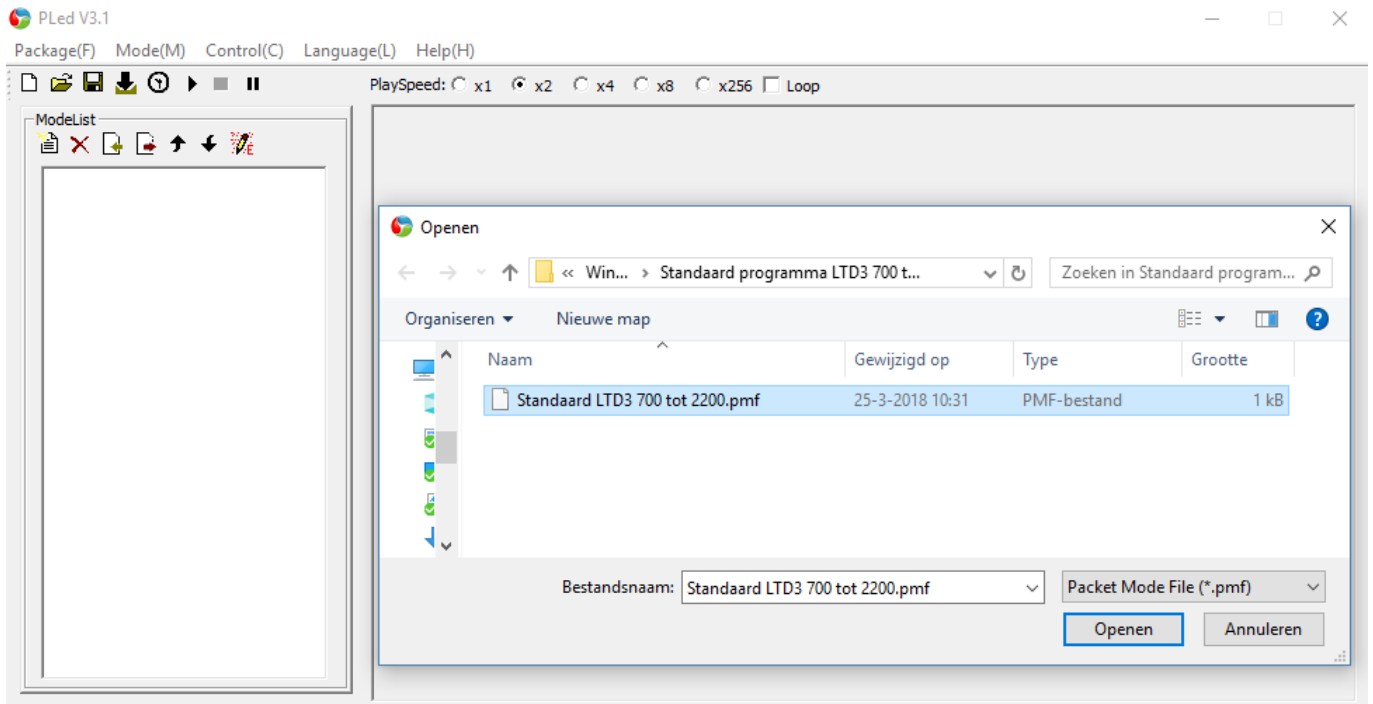 PLed V3.1
Package(F) Mode(M) Control(C) Language(L) Help(H)
PlaySpeed: x1 x2 x4 x8 x256 Loop
ModeList
E
Openen
« Win... › Standaard programma LTD3 700 t... Zoeken in Standaard program...
Organiseren Nieuwe map ?
Naam Gewijzigd op Type Grootte
Standaard LTD3 700 tot 2200.pmf 25-3-2018 10:31 PMF-bestand 1 kB
Bestandsnaam: Standaard LTD3 700 tot 2200.pmf Packet Mode File (*.pmf)
Openen Annuleren